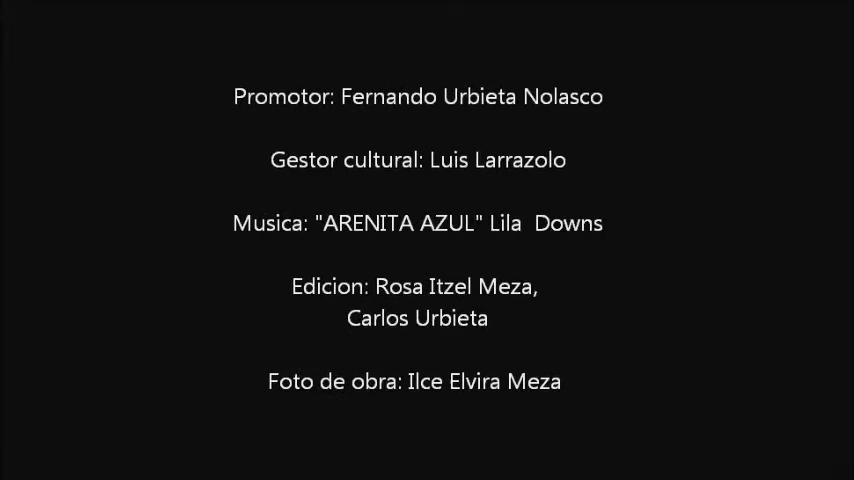 Promotor: Fernando Urbieta Nolasco
Gestor cultural: Luis Larrazolo
Musica: "ARENITA AZUL" Lila  Downs
Edicion: Rosa Itzel Meza,
Carlos Urbieta
Foto de obra: Ilce Elvira Meza